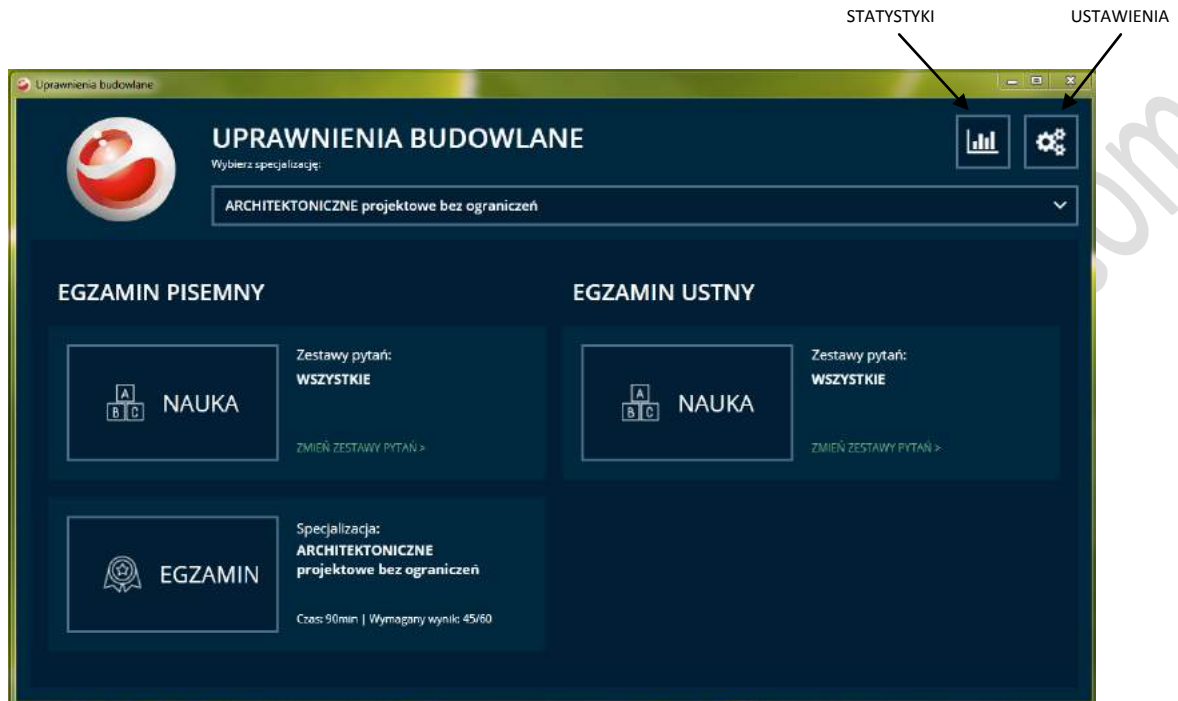 STATYSTYKI
USTAWIENIA
Uprawnienia budowlane
UPRAWNIENIA BUDOWLANE
Wybierz specjalizację:
ARCHITEKTONICZNE projektowe bez ograniczeń
EGZAMIN PISEMNY
A
B C
NAUKA
Zestawy pytań:
WSZYSTKIE
ZMIEŃ ZESTAWY PYTAŃ >
EGZAMIN
Specjalizacja:
ARCHITEKTONICZNE
projektowe bez ograniczeń
Czas: 90min | Wymagany wynik: 45/60
EGZAMIN USTNY
A
B C
NAUKA
Zestawy pytań:
WSZYSTKIE
ZMIEŃ ZESTAWY PYTAŃ >